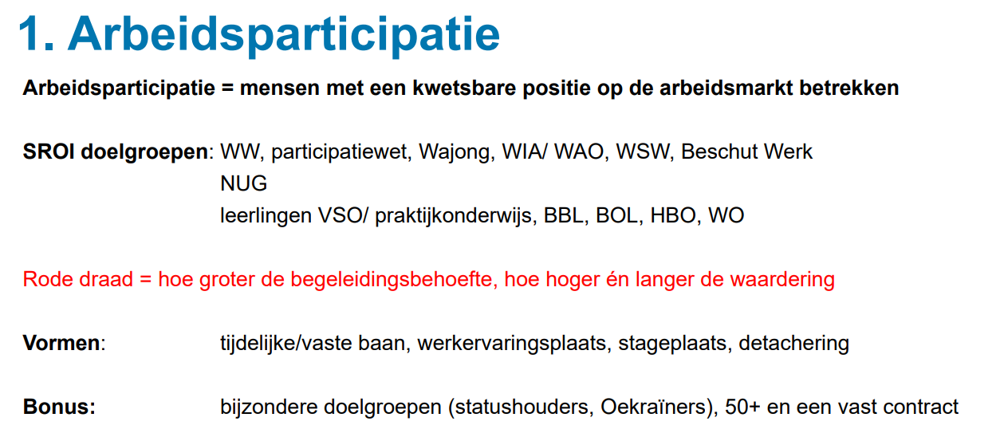 1. Arbeidsparticipatie
Arbeidsparticipatie = mensen met een kwetsbare positie op de arbeidsmarkt betrekken
SROI doelgroepen: WW, participatiewet, Wajong, WIA/ WAO, WSW, Beschut Werk
NUG
leerlingen VSO/ praktijkonderwijs, BBL, BOL, HBO, WO
Rode draad = hoe groter de begeleidingsbehoefte, hoe hoger én langer de waardering
Vormen: tijdelijke/vaste baan, werkervaringsplaats, stageplaats, detachering
Bonus: bijzondere doelgroepen (statushouders, Oekraïners), 50+ en een vast contract